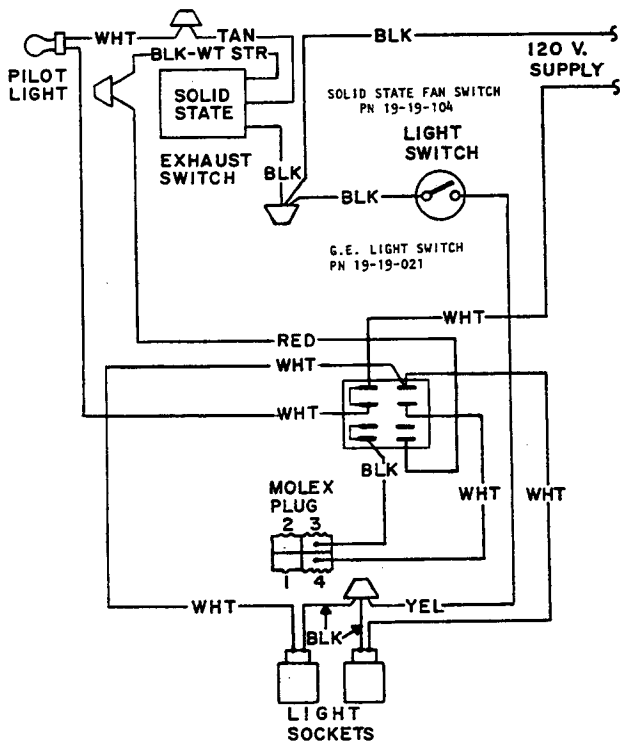 WHT
TAN
BLK
BLK-WT STR
120 V.
SUPPLY
PILOT
LIGHT
SOLID
STATE
SOLID STATE FAN SWITCH
PN 19-19-104
LIGHT
SWITCH
EXHAUST
SWITCH
BLK
BLK
G.E. LIGHT SWITCH
PN 19-19-021
WHT
RED
WHT
WHT
BLK
MOLEX
PLUG
WHT
WHT
2 3
1 4
WHT
YEL
BLK
LIGHT
SOCKETS